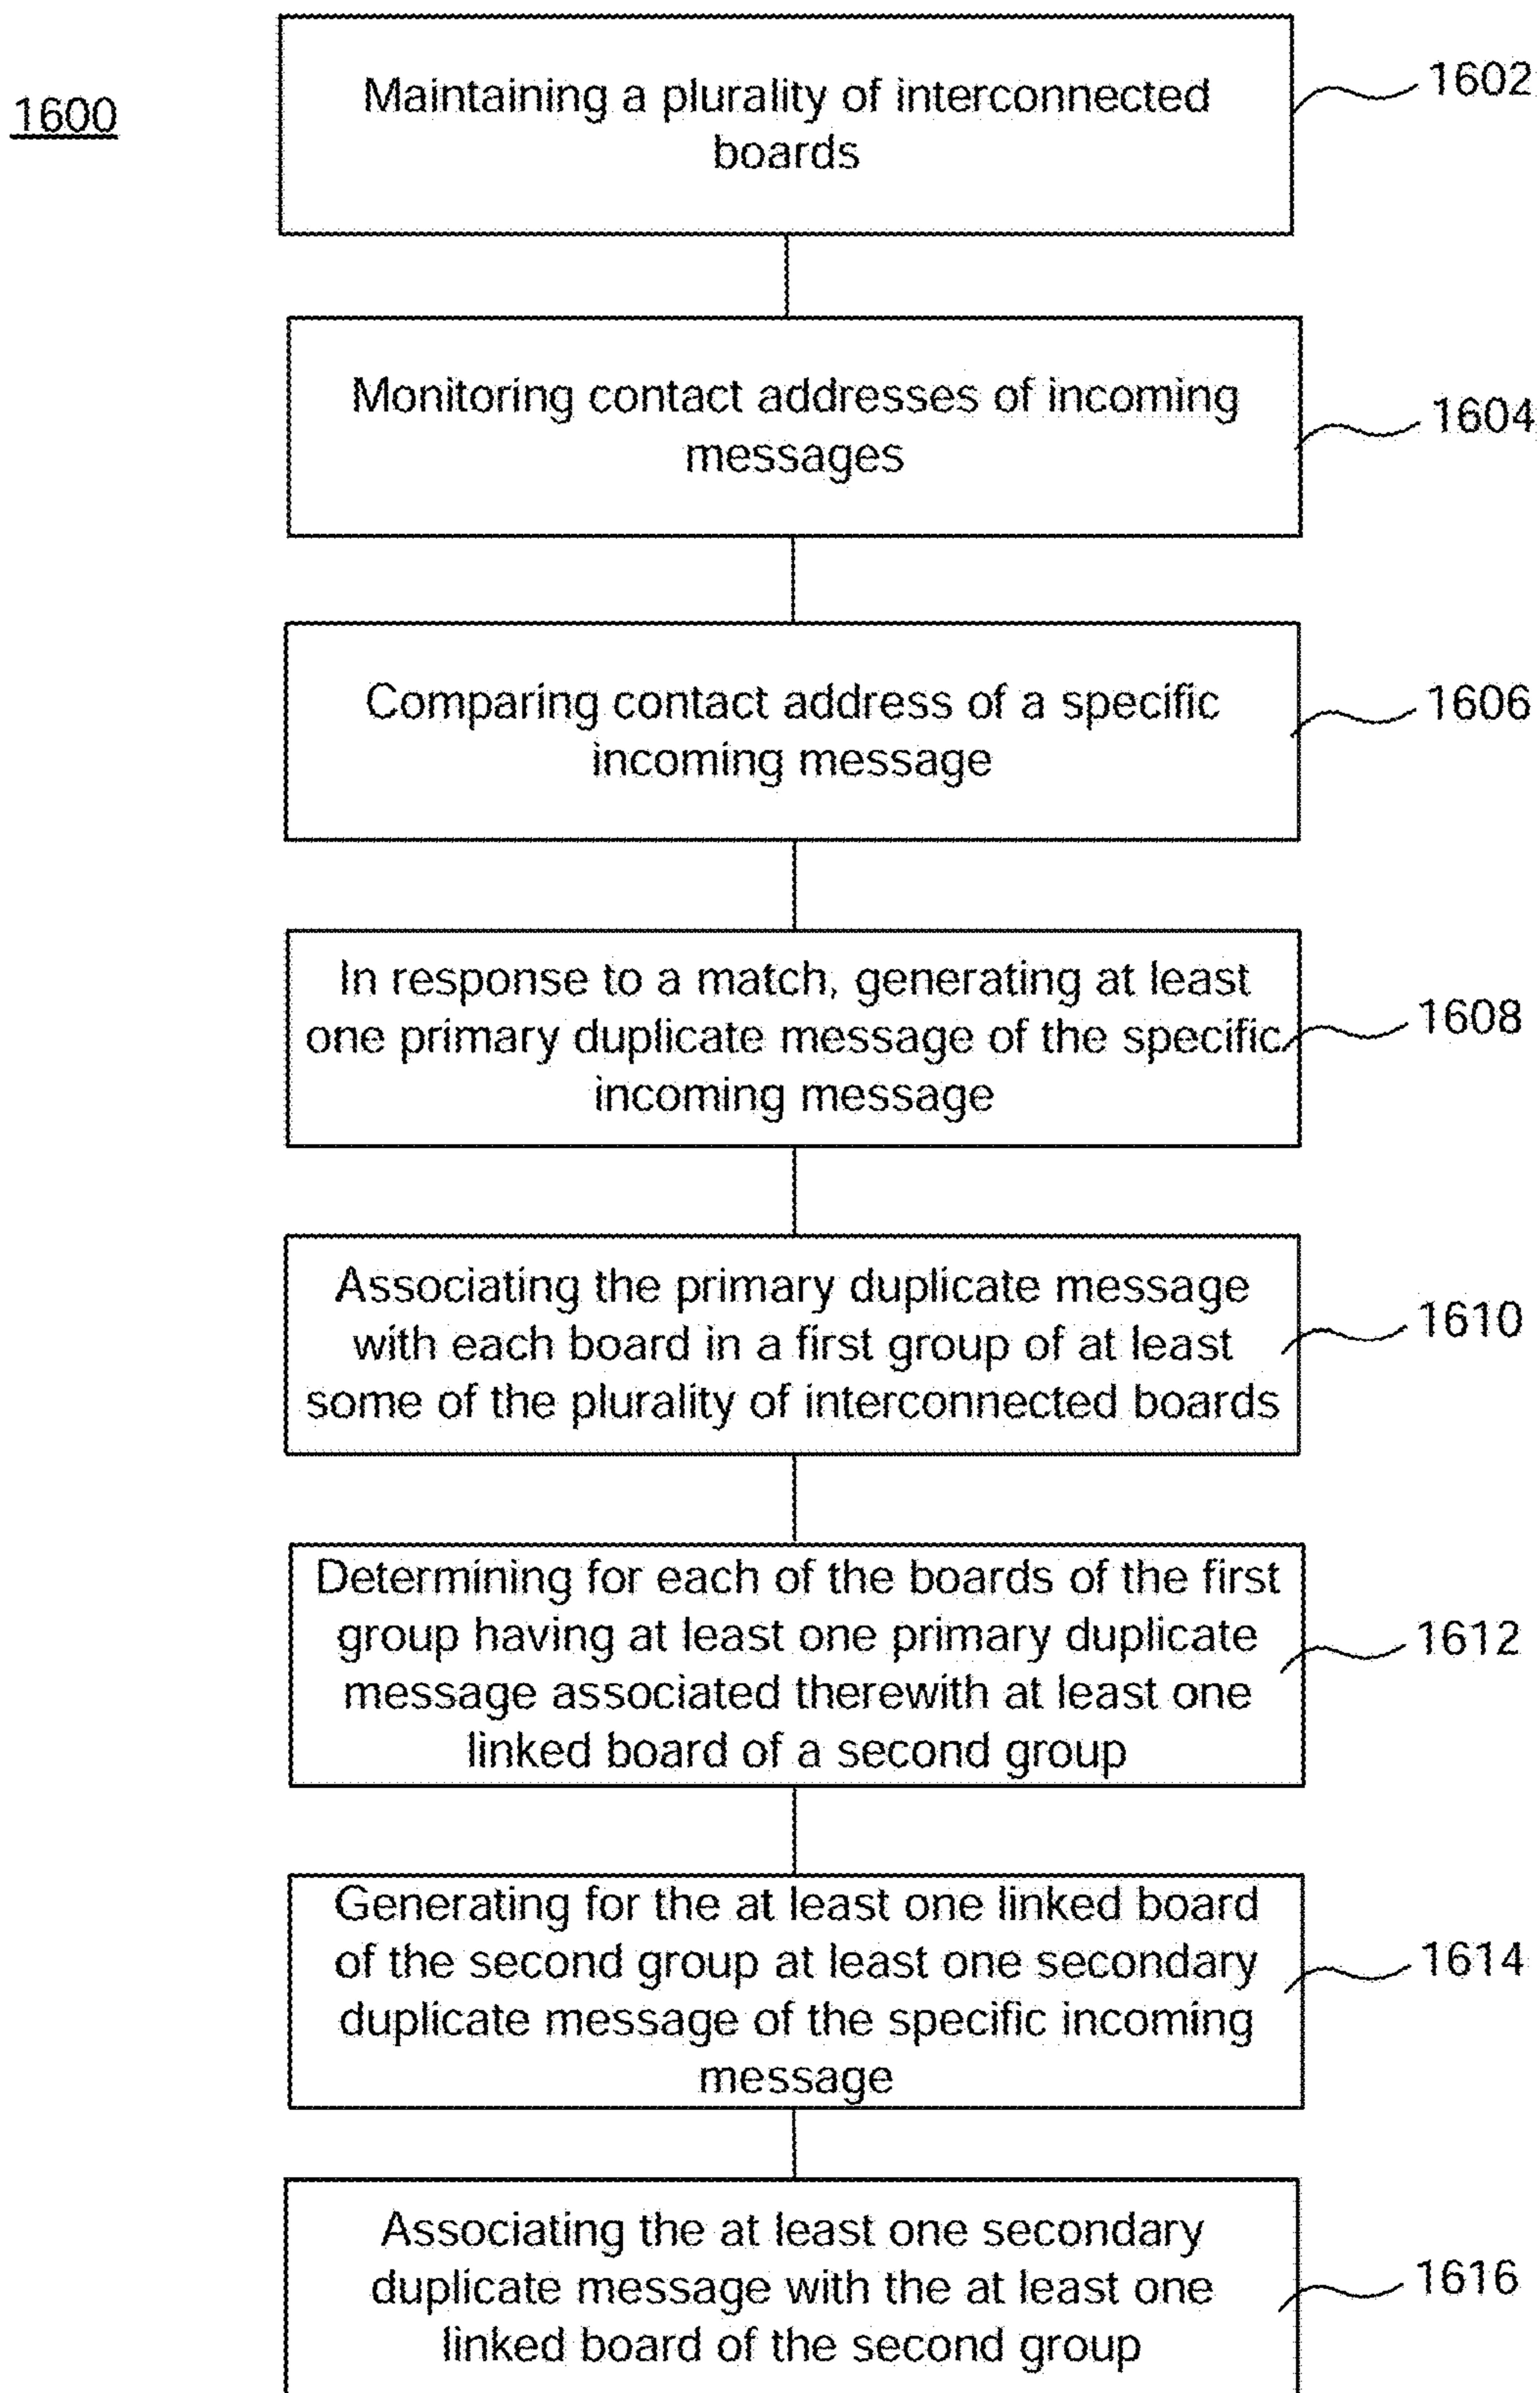 1600
Maintaining a plurality of interconnected
boards
1602
Monitoring contact addresses of incoming
messages
1604
Comparing contact address of a specific
incoming message
1606
In response to a match, generating at least
one primary duplicate message of the specific
incoming message
1608
Associating the primary duplicate message
with each board in a first group of at least
some of the plurality of interconnected boards
1610
Determining for each of the boards of the first
group having at least one primary duplicate
message associated therewith at least one
linked board of a second group
1612
Generating for the at least one linked board
of the second group at least one secondary
duplicate message of the specific incoming
message
1614
Associating the at least one secondary
duplicate message with the at least one
linked board of the second group
1616